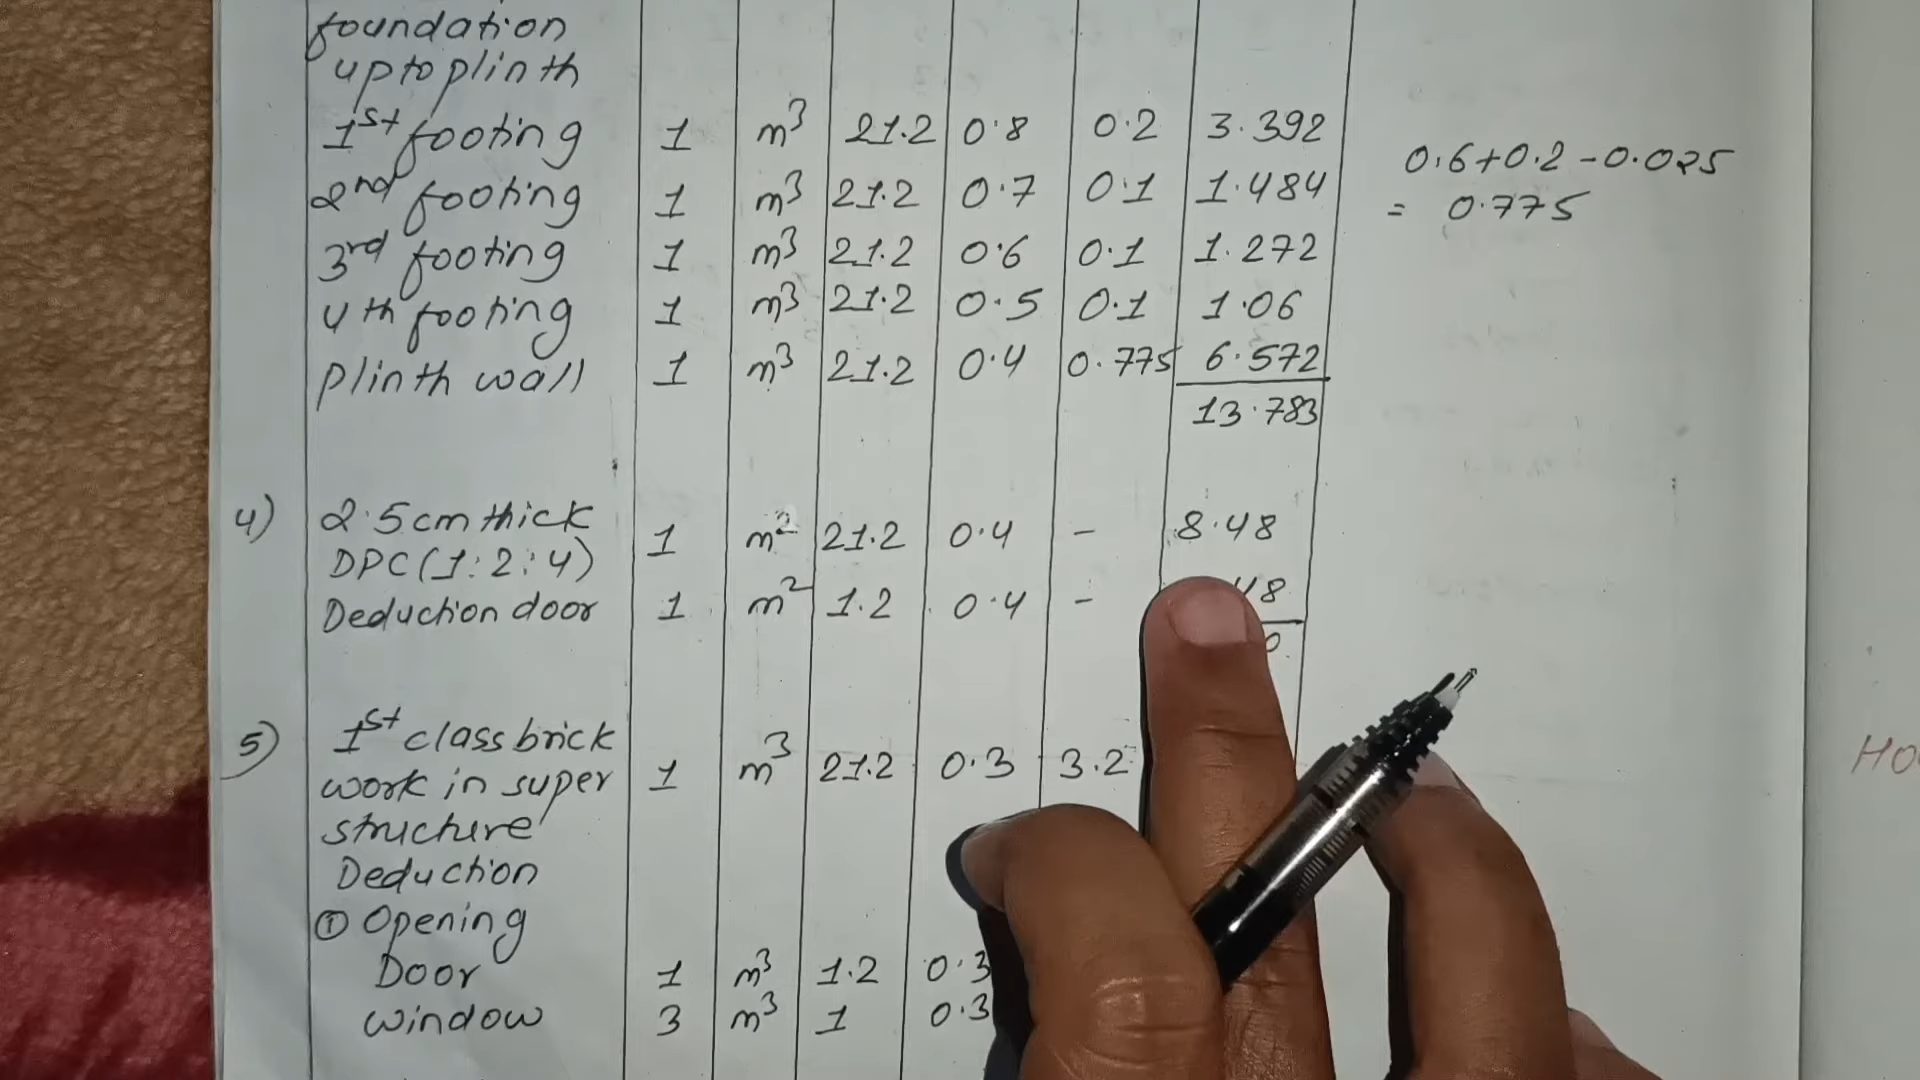 foundation
upto plinth
1st footing 1 m³ 21.2 0.8 0.2 3.392
0.6+0.2-0.025
2nd footing 1 m³ 21.2 0.7 0.1 1.484
= 0.775
3rd footing 1 m³ 21.2 0.6 0.1 1.272
4th footing 1 m³ 21.2 0.5 0.1 1.06
plinth wall 1 m³ 21.2 0.4 0.775 6.572
13.783
4) 2.5cm thick 1 m² 21.2 0.4 - 8.48
DPC (1:2:4)
Deduction door 1 m² 1.2 0.4 - 48
0
5) 1st class brick 1 m³ 21.2 0.3 3.2
work in super
structure
Deduction
① Opening
Door 1 m³ 1.2 0.3
window 3 m³ 1 0.3